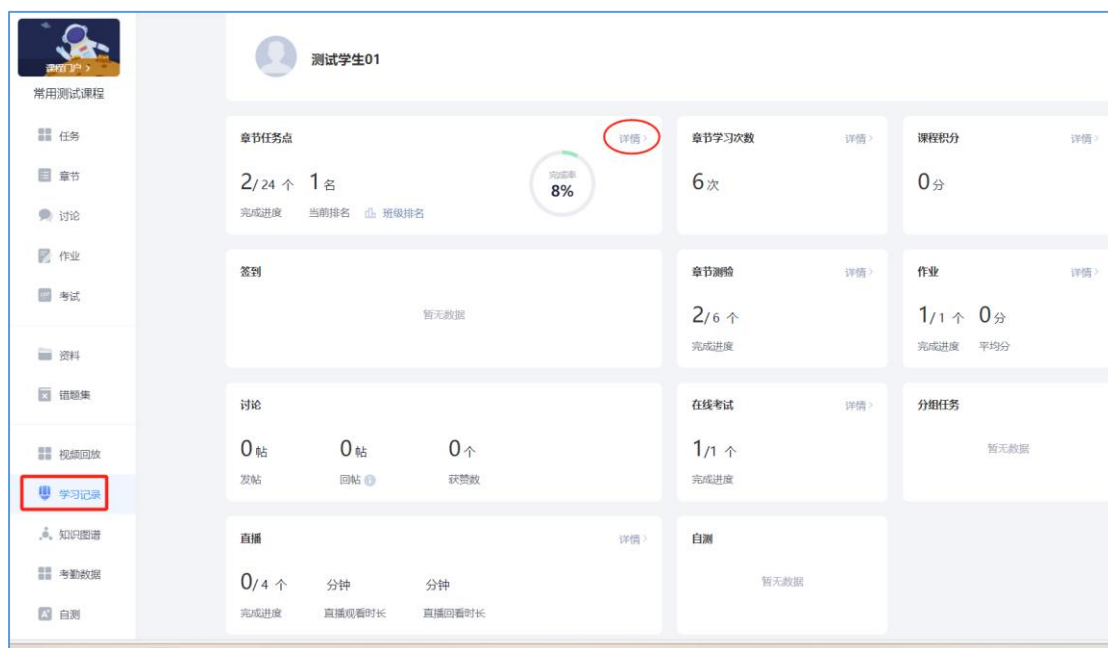 课程门户 >
常用测试课程
任务
章节
讨论
作业
考试
资料
错题集
视频回放
学习记录
知识图谱
考勤数据
自测
测试学生01
章节任务点 详情 >
2/ 24 个 1 名
完成进度 当前排名 班级排名
完成率
8%
章节学习次数 详情 >
6 次
课程积分 详情 >
0 分
签到
暂无数据
章节测验 详情 >
2/ 6 个
完成进度
作业 详情 >
1/ 1 个 0 分
完成进度 平均分
讨论
0 帖 0 帖 0 个
发帖 回帖 获赞数
在线考试 详情 >
1/1 个
完成进度
分组任务
暂无数据
直播 详情 >
0/ 4 个 分钟 分钟
完成进度 直播观看时长 直播回看时长
自测
暂无数据